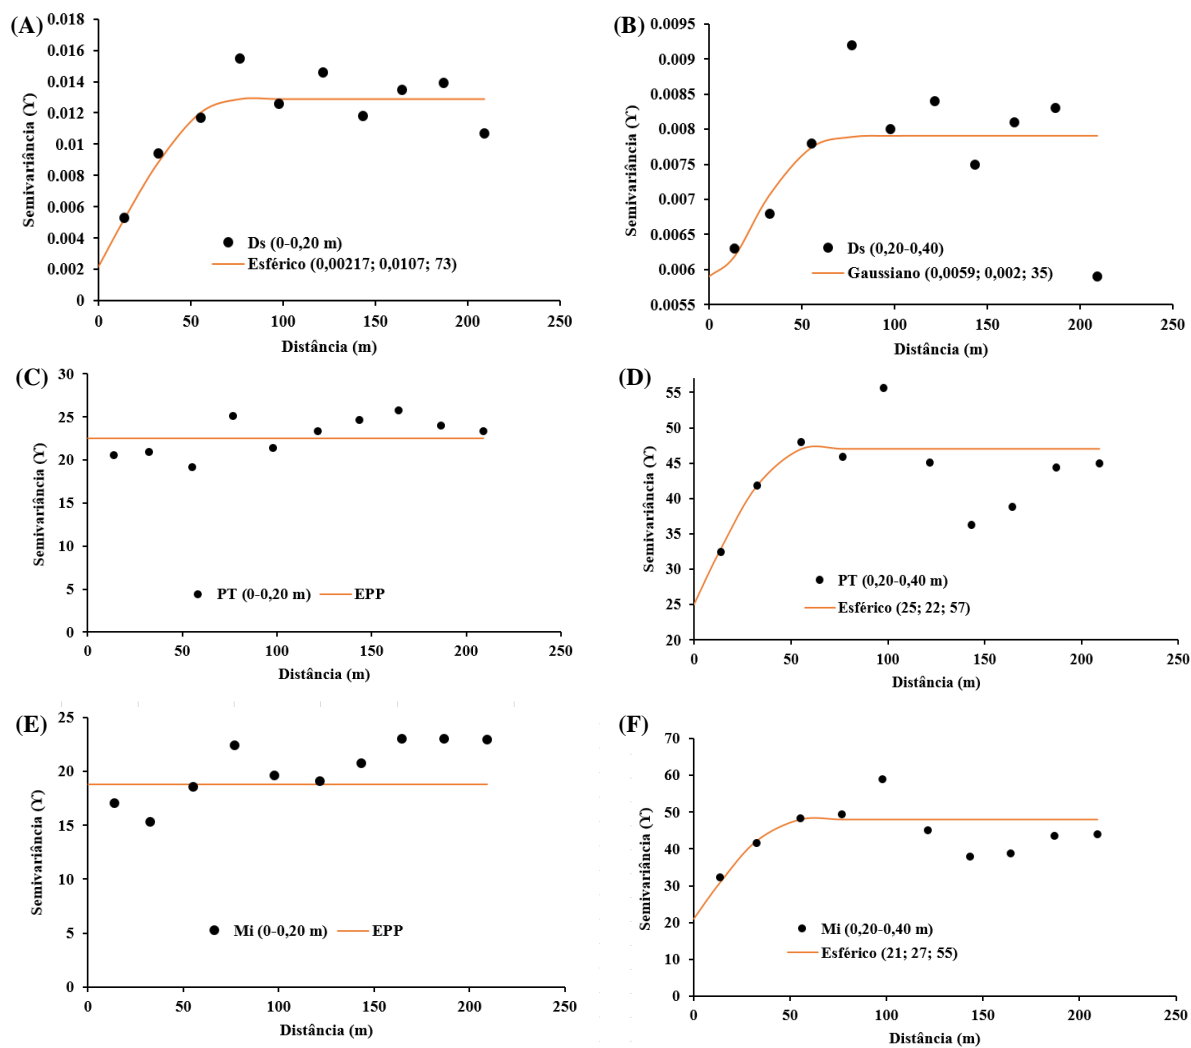 (A)
0.018
0.016
0.014
0.012
0.01
0.008
0.006
0.004
0.002
0
Semivariância (ϒ)
Ds (0-0,20 m)
Esférico (0,00217; 0,0107; 73)
0 50 100 150 200 250
Distância (m)
(B)
0.0095
0.009
0.0085
0.008
0.0075
0.007
0.0065
0.006
0.0055
Semivariância (ϒ)
Ds (0,20-0,40)
Gaussiano (0,0059; 0,002; 35)
0 50 100 150 200 250
Distância (m)
(C)
30
25
20
15
10
5
0
Semivariância (ϒ)
PT (0-0,20 m) EPP
0 50 100 150 200 250
Distância (m)
(D)
55
50
45
40
35
30
25
20
Semivariância (ϒ)
PT (0,20-0,40 m)
Esférico (25; 22; 57)
0 50 100 150 200 250
Distância (m)
(E)
25
20
15
10
5
0
Semivariância (ϒ)
Mi (0-0,20 m) EPP
0 50 100 150 200 250
Distância (m)
(F)
70
60
50
40
30
20
10
0
Semivariância (ϒ)
Mi (0,20-0,40 m)
Esférico (21; 27; 55)
0 50 100 150 200 250
Distância (m)